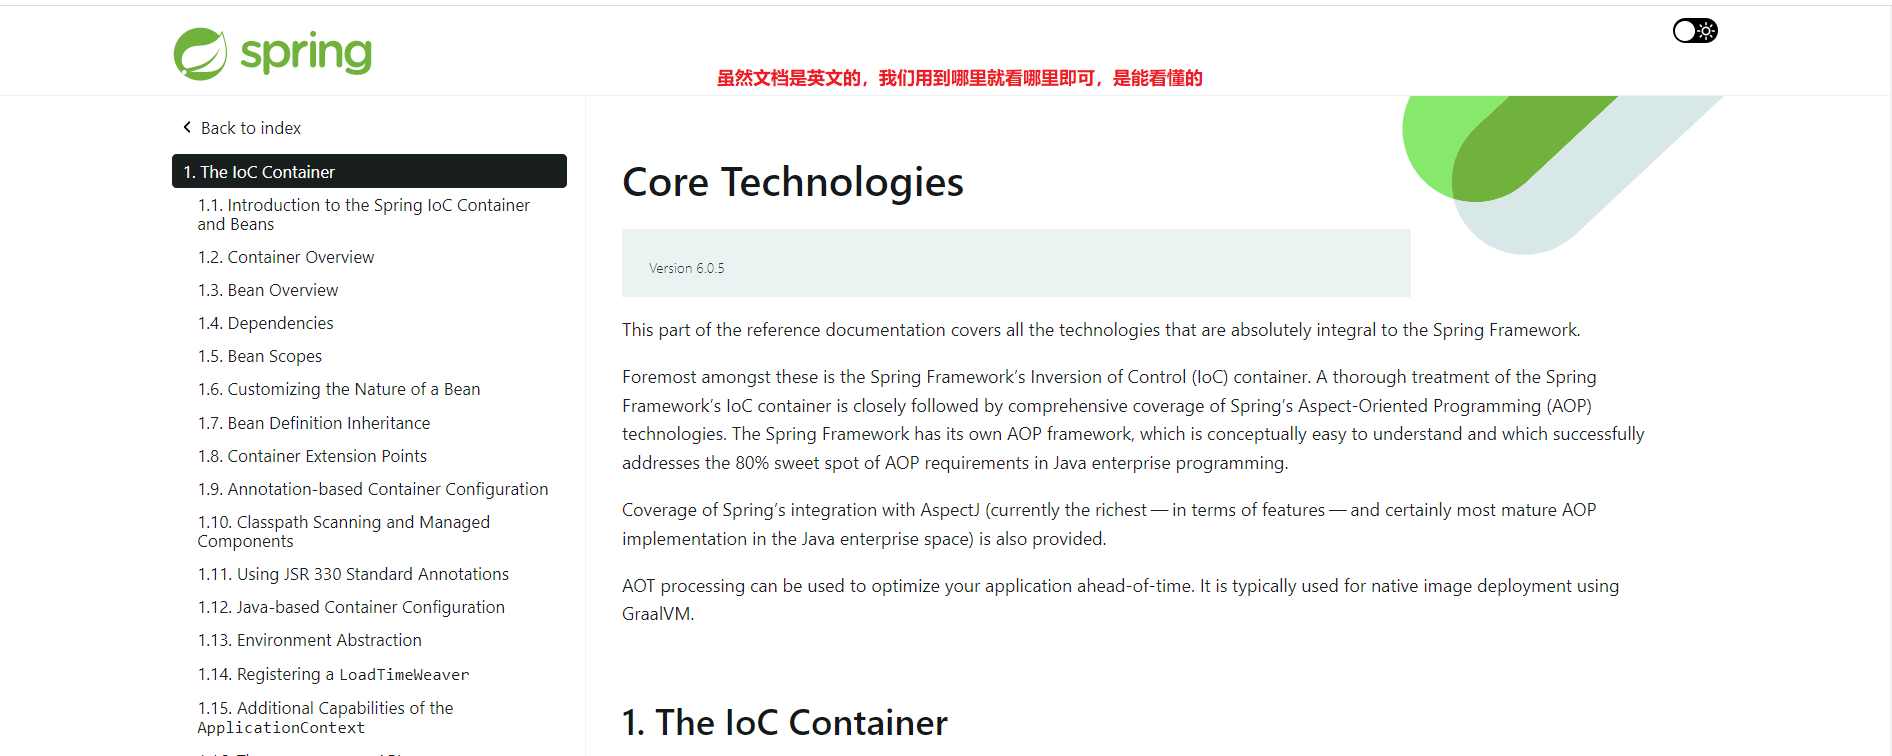 spring
虽然文档是英文的，我们用到哪里就看哪里即可，是能看懂的
Back to index
1. The IoC Container
1.1. Introduction to the Spring IoC Container
and Beans
1.2. Container Overview
1.3. Bean Overview
1.4. Dependencies
1.5. Bean Scopes
1.6. Customizing the Nature of a Bean
1.7. Bean Definition Inheritance
1.8. Container Extension Points
1.9. Annotation-based Container Configuration
1.10. Classpath Scanning and Managed
Components
1.11. Using JSR 330 Standard Annotations
1.12. Java-based Container Configuration
1.13. Environment Abstraction
1.14. Registering a LoadTimeWeaver
1.15. Additional Capabilities of the
ApplicationContext
Core Technologies
Version 6.0.5
This part of the reference documentation covers all the technologies that are absolutely integral to the Spring Framework.
Foremost amongst these is the Spring Framework’s Inversion of Control (IoC) container. A thorough treatment of the Spring
Framework’s IoC container is closely followed by comprehensive coverage of Spring’s Aspect-Oriented Programming (AOP)
technologies. The Spring Framework has its own AOP framework, which is conceptually easy to understand and which successfully
addresses the 80% sweet spot of AOP requirements in Java enterprise programming.
Coverage of Spring’s integration with AspectJ (currently the richest — in terms of features — and certainly most mature AOP
implementation in the Java enterprise space) is also provided.
AOT processing can be used to optimize your application ahead-of-time. It is typically used for native image deployment using
GraalVM.
1. The IoC Container